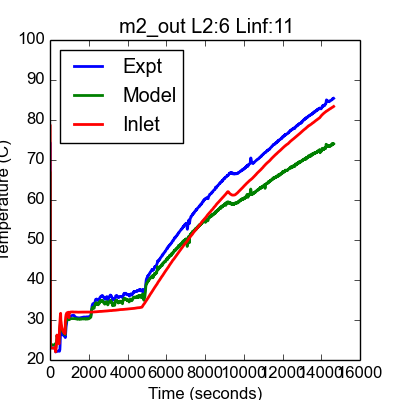 m2_out L2:6 Linf:11
100
90
80
70
60
50
40
30
20
Temperature (C)
Expt
Model
Inlet
0 2000 4000 6000 8000 10000 12000 14000 16000
Time (seconds)